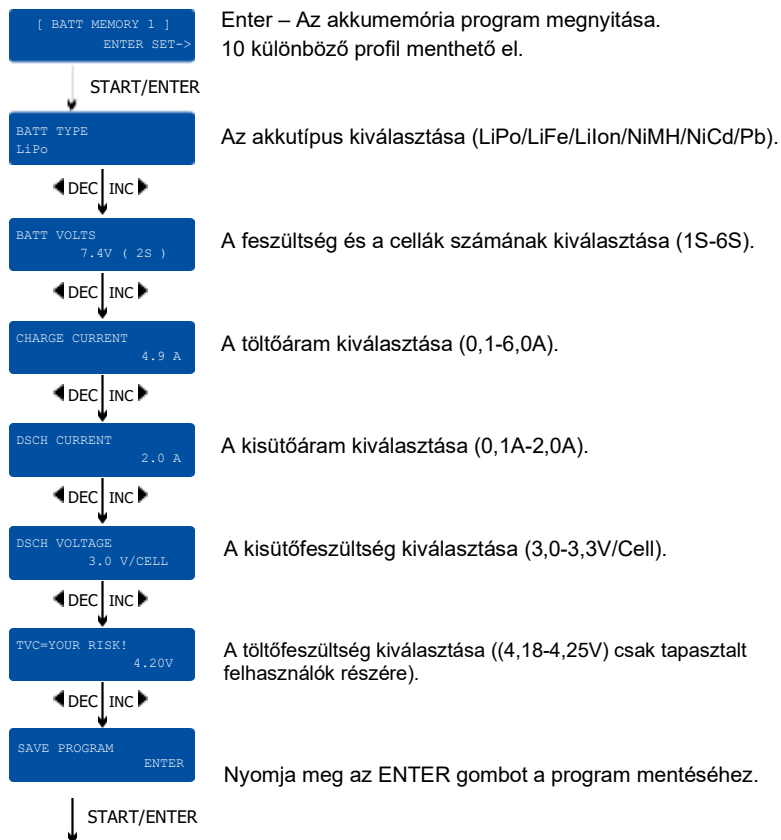 [ BATT MEMORY 1 ]
ENTER SET->
Enter – Az akkumemória program megnyitása.
10 különböző profil menthető el.
START/ENTER
BATT TYPE
LiPo
Az akkutípus kiválasztása (LiPo/LiFe/LiIon/NiMH/NiCd/Pb).
DEC INC
BATT VOLTS
7.4V ( 2S )
A feszültség és a cellák számának kiválasztása (1S-6S).
DEC INC
CHARGE CURRENT
4.9 A
A töltőáram kiválasztása (0,1-6,0A).
DEC INC
DSCH CURRENT
2.0 A
A kisütőáram kiválasztása (0,1A-2,0A).
DEC INC
DSCH VOLTAGE
3.0 V/CELL
A kisütőfeszültség kiválasztása (3,0-3,3V/Cell).
DEC INC
TVC=YOUR RISK!
4.20V
A töltőfeszültség kiválasztása ((4,18-4,25V) csak tapasztalt
felhasználók részére).
DEC INC
SAVE PROGRAM
ENTER
Nyomja meg az ENTER gombot a program mentéséhez.
START/ENTER